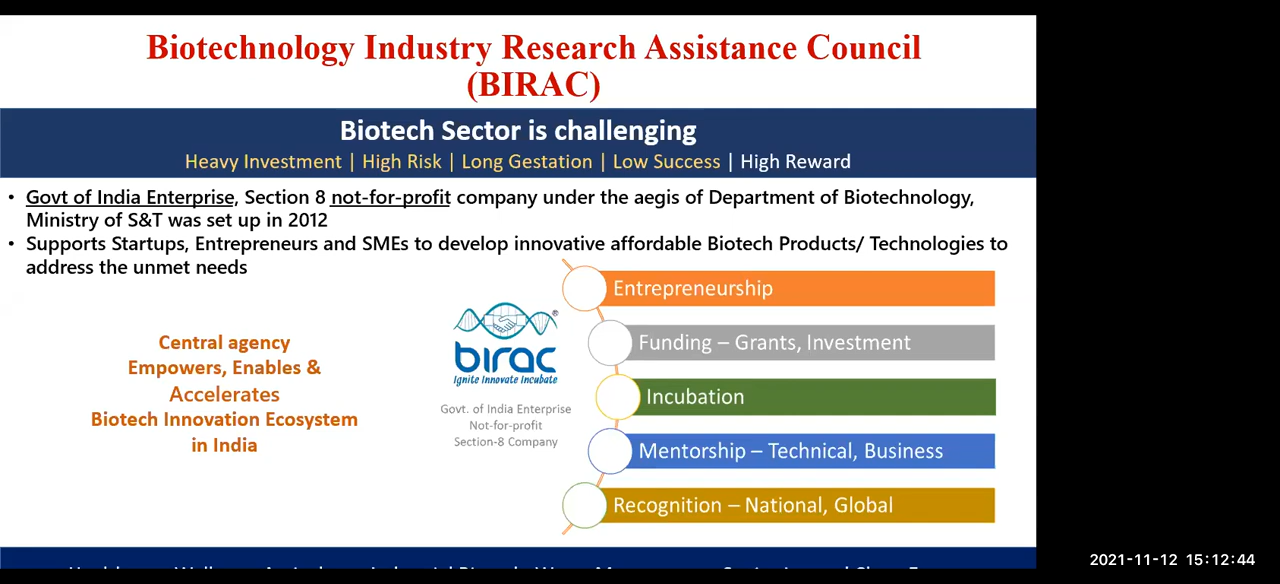 Biotechnology Industry Research Assistance Council
(BIRAC)
Biotech Sector is challenging
Heavy Investment | High Risk | Long Gestation | Low Success | High Reward
• Govt of India Enterprise, Section 8 not-for-profit company under the aegis of Department of Biotechnology,
Ministry of S&T was set up in 2012
• Supports Startups, Entrepreneurs and SMEs to develop innovative affordable Biotech Products/ Technologies to
address the unmet needs
Central agency
Empowers, Enables &
Accelerates
Biotech Innovation Ecosystem
in India
®
birac
Ignite Innovate Incubate
Govt. of India Enterprise
Not-for-profit
Section-8 Company
Entrepreneurship
Funding – Grants, Investment
Incubation
Mentorship – Technical, Business
Recognition – National, Global
2021-11-12 15:12:44